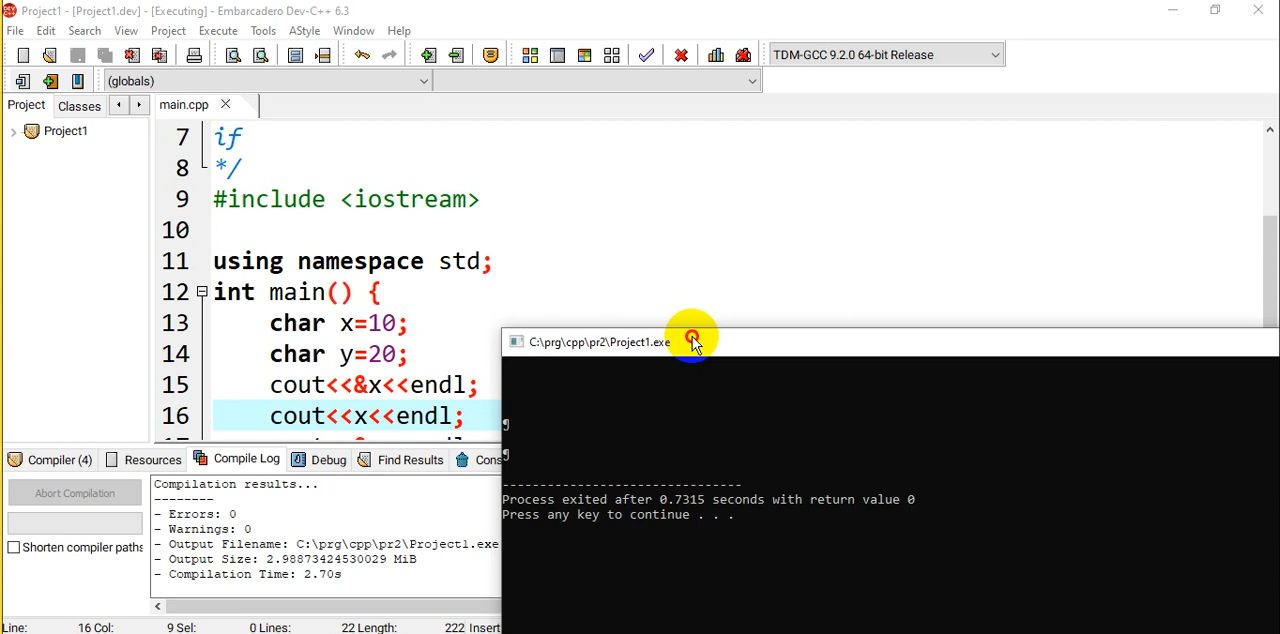 Project1 - [Project1.dev] - [Executing] - Embarcadero Dev-C++ 6.3
File Edit Search View Project Execute Tools AStyle Window Help
TDM-GCC 9.2.0 64-bit Release
(globals)
Project Classes main.cpp
Project1
7 if
8 */
9 #include <iostream>
10
11 using namespace std;
12 int main() {
13 char x=10;
14 char y=20;
15 cout<<&x<<endl;
16 cout<<x<<endl;
C:\prg\cpp\pr2\Project1.exe
¶
¶
--------------------------------
Process exited after 0.7315 seconds with return value 0
Press any key to continue . . .
Compiler (4) Resources Compile Log Debug Find Results Cons
Abort Compilation
Shorten compiler paths
Compilation results...
--------
- Errors: 0
- Warnings: 0
- Output Filename: C:\prg\cpp\pr2\Project1.exe
- Output Size: 2.98873424530029 MiB
- Compilation Time: 2.70s
Line: 16 Col: 9 Sel: 0 Lines: 22 Length: 222 Insert